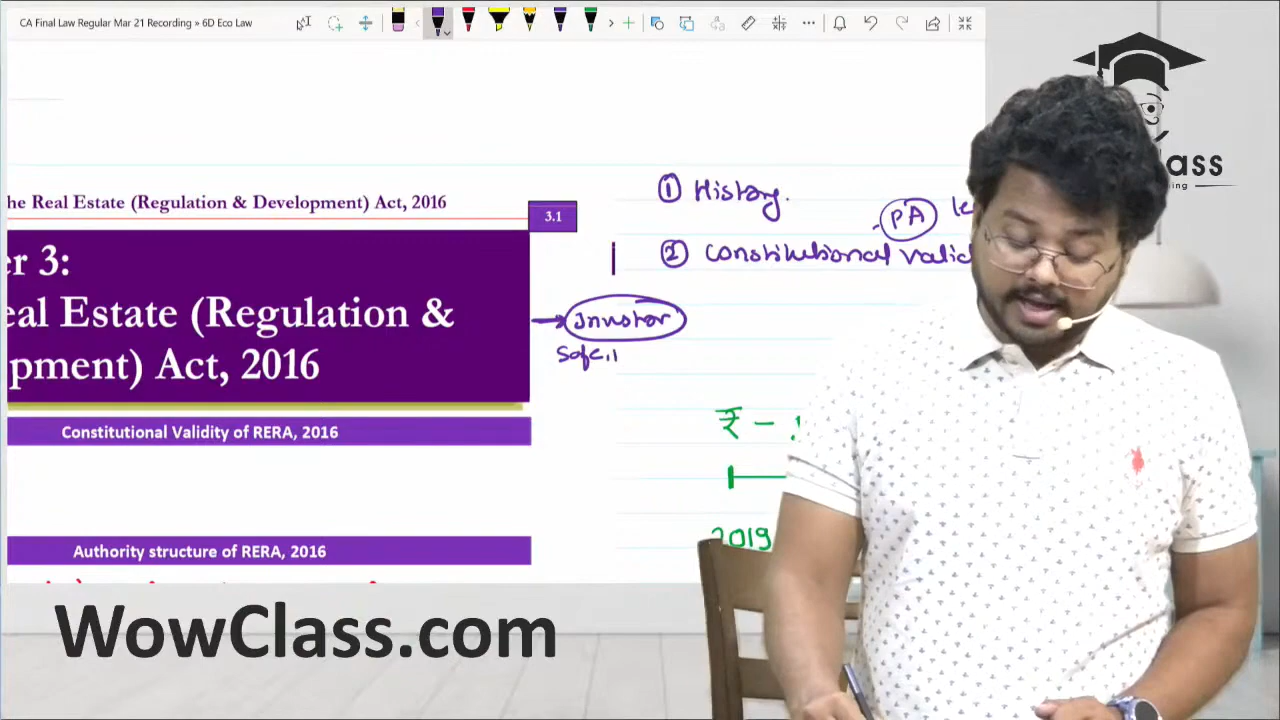 CA Final Law Regular Mar 21 Recording » 6D Eco Law
he Real Estate (Regulation & Development) Act, 2016
3.1
er 3:
eal Estate (Regulation &
pment) Act, 2016
Constitutional Validity of RERA, 2016
Authority structure of RERA, 2016
① History.
PA
② Constitutional valid
Investor
₹ -
2019
lass
WowClass.com